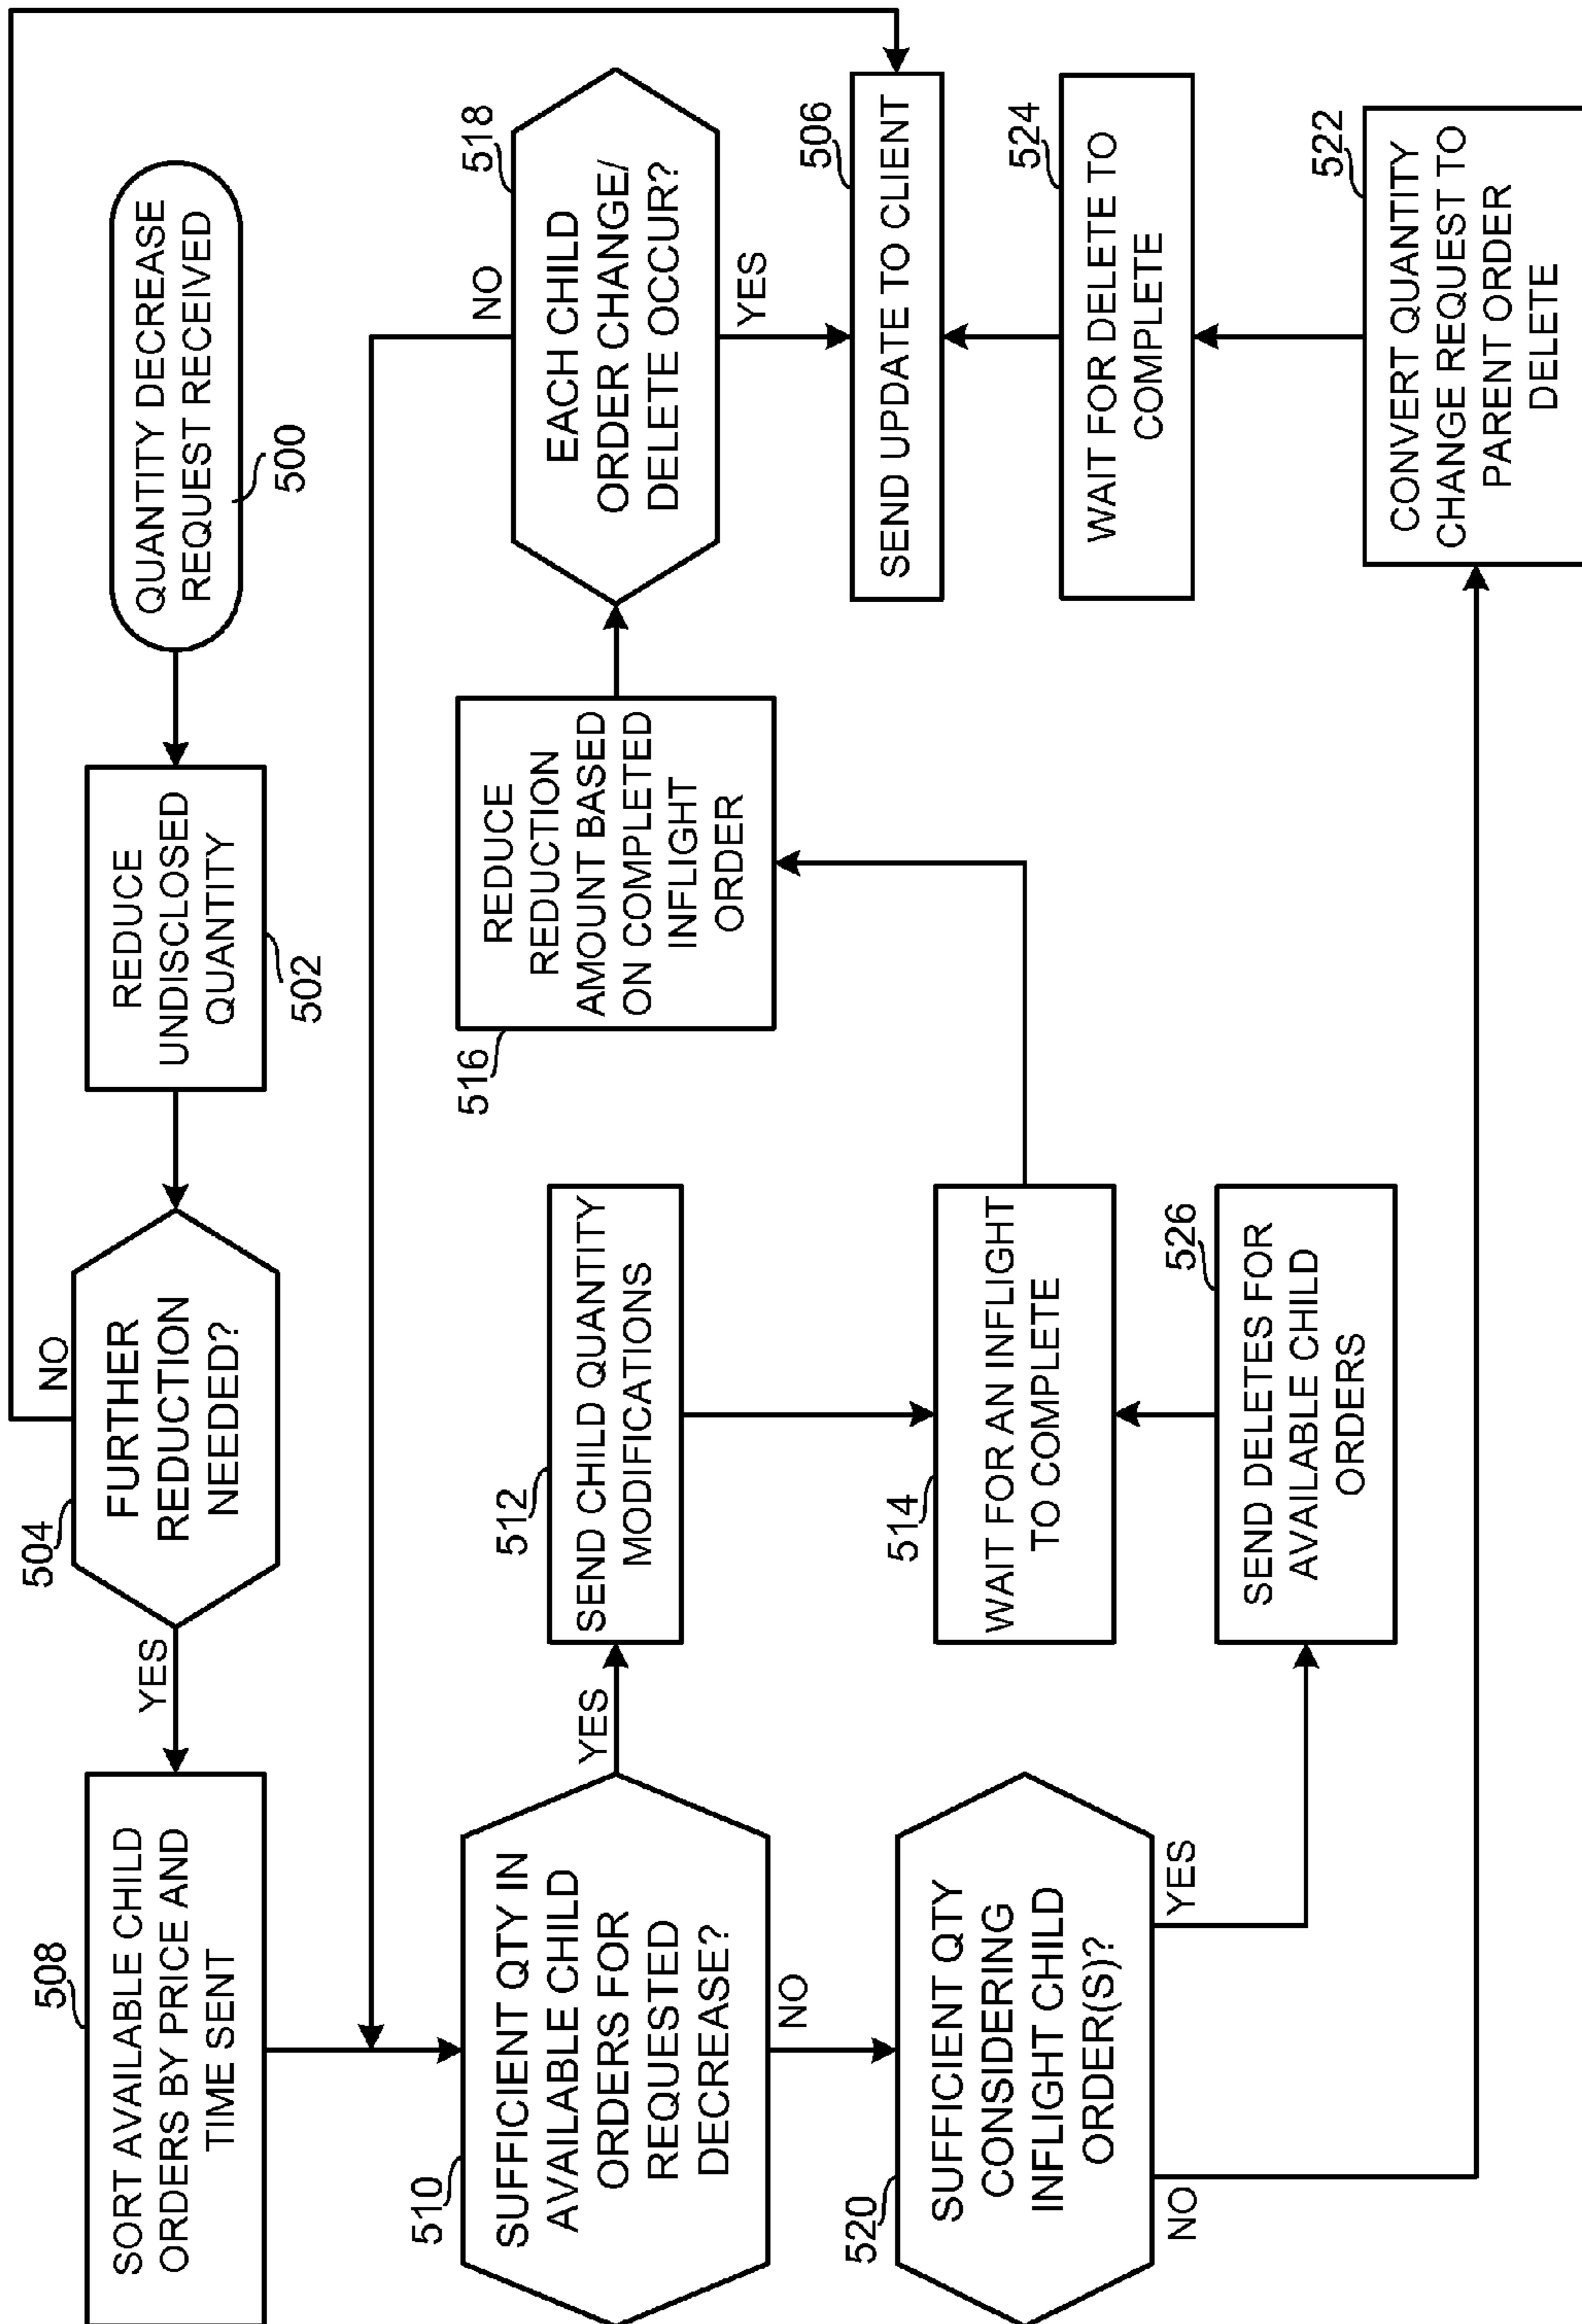 QUANTITY DECREASE
REQUEST RECEIVED
500
REDUCE
UNDISCLOSED
QUANTITY
502
504
FURTHER
REDUCTION
NEEDED?
NO
YES
508
SORT AVAILABLE CHILD
ORDERS BY PRICE AND
TIME SENT
510
SUFFICIENT QTY IN
AVAILABLE CHILD
ORDERS FOR
REQUESTED
DECREASE?
YES
NO
512
SEND CHILD QUANTITY
MODIFICATIONS
514
WAIT FOR AN INFLIGHT
TO COMPLETE
516
REDUCE
REDUCTION
AMOUNT BASED
ON COMPLETED
INFLIGHT
ORDER
518
EACH CHILD
ORDER CHANGE/
DELETE OCCUR?
NO
YES
506
SEND UPDATE TO CLIENT
520
SUFFICIENT QTY
CONSIDERING
INFLIGHT CHILD
ORDER(S)?
YES
NO
526
SEND DELETES FOR
AVAILABLE CHILD
ORDERS
524
WAIT FOR DELETE TO
COMPLETE
522
CONVERT QUANTITY
CHANGE REQUEST TO
PARENT ORDER
DELETE